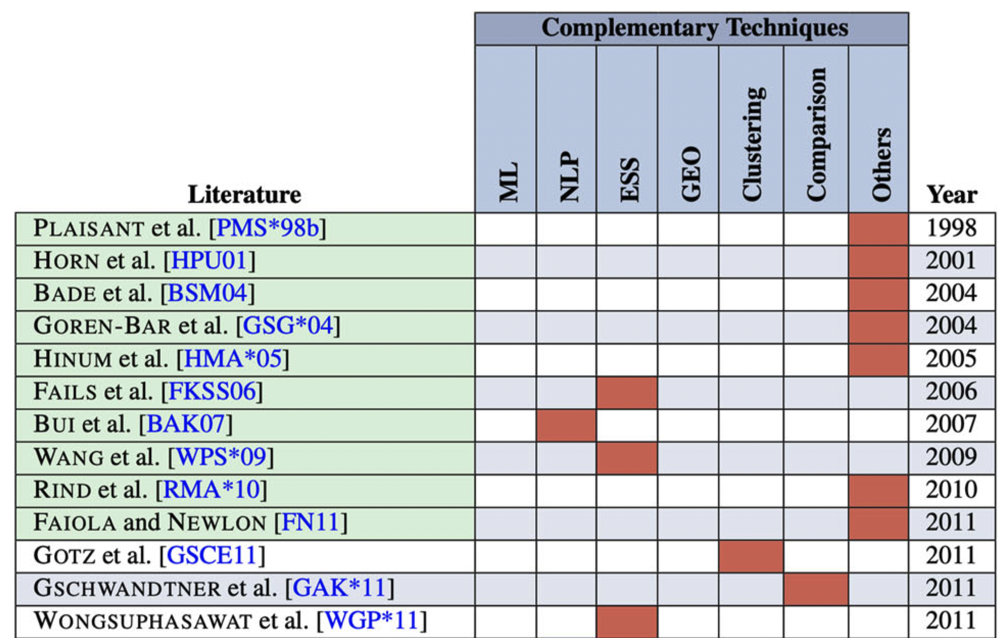 Complementary Techniques
Literature ML NLP ESS GEO Clustering Comparison Others Year
PLAISANT et al. [PMS*98b] 1998
HORN et al. [HPU01] 2001
BADE et al. [BSM04] 2004
GOREN-BAR et al. [GSG*04] 2004
HINUM et al. [HMA*05] 2005
FAILS et al. [FKSS06] 2006
BUI et al. [BAK07] 2007
WANG et al. [WPS*09] 2009
RIND et al. [RMA*10] 2010
FAIOLA and NEWLON [FN11] 2011
GOTZ et al. [GSCE11] 2011
GSCHWANDTNER et al. [GAK*11] 2011
WONGSUPHASAWAT et al. [WGP*11] 2011